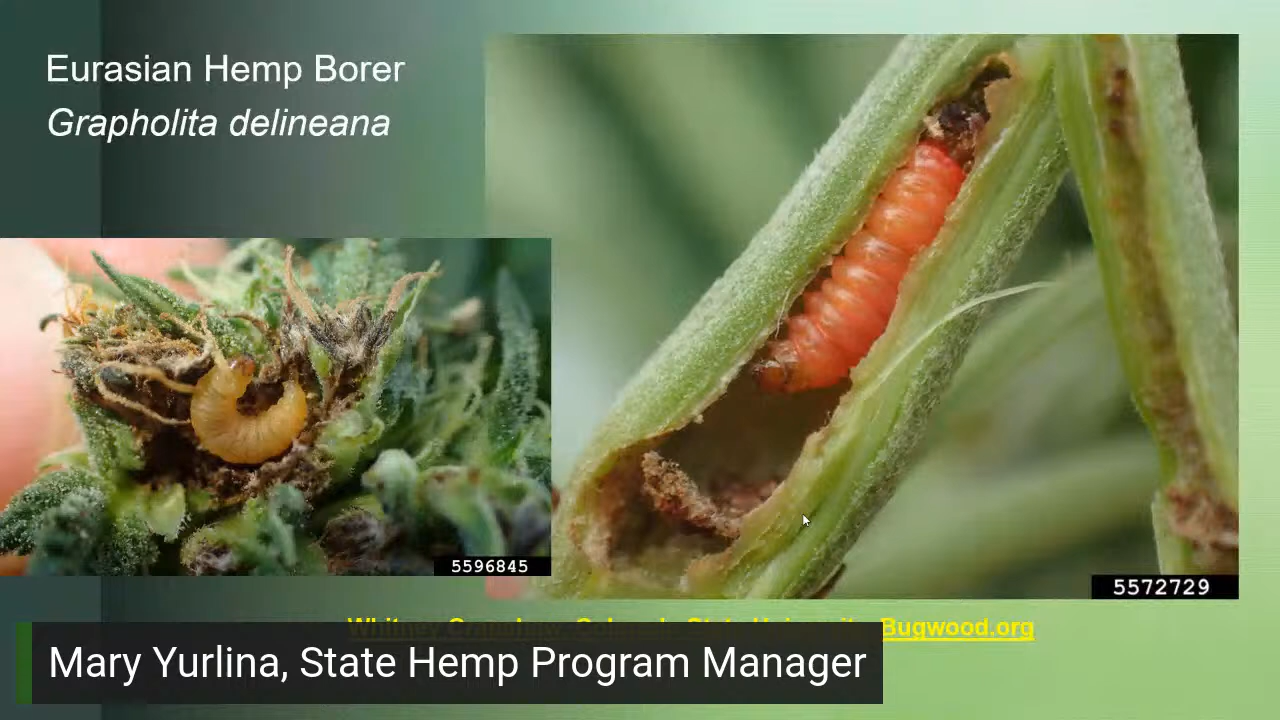 Eurasian Hemp Borer
Grapholita delineana
5596845
5572729
Bugwood.org
Mary Yurlina, State Hemp Program Manager